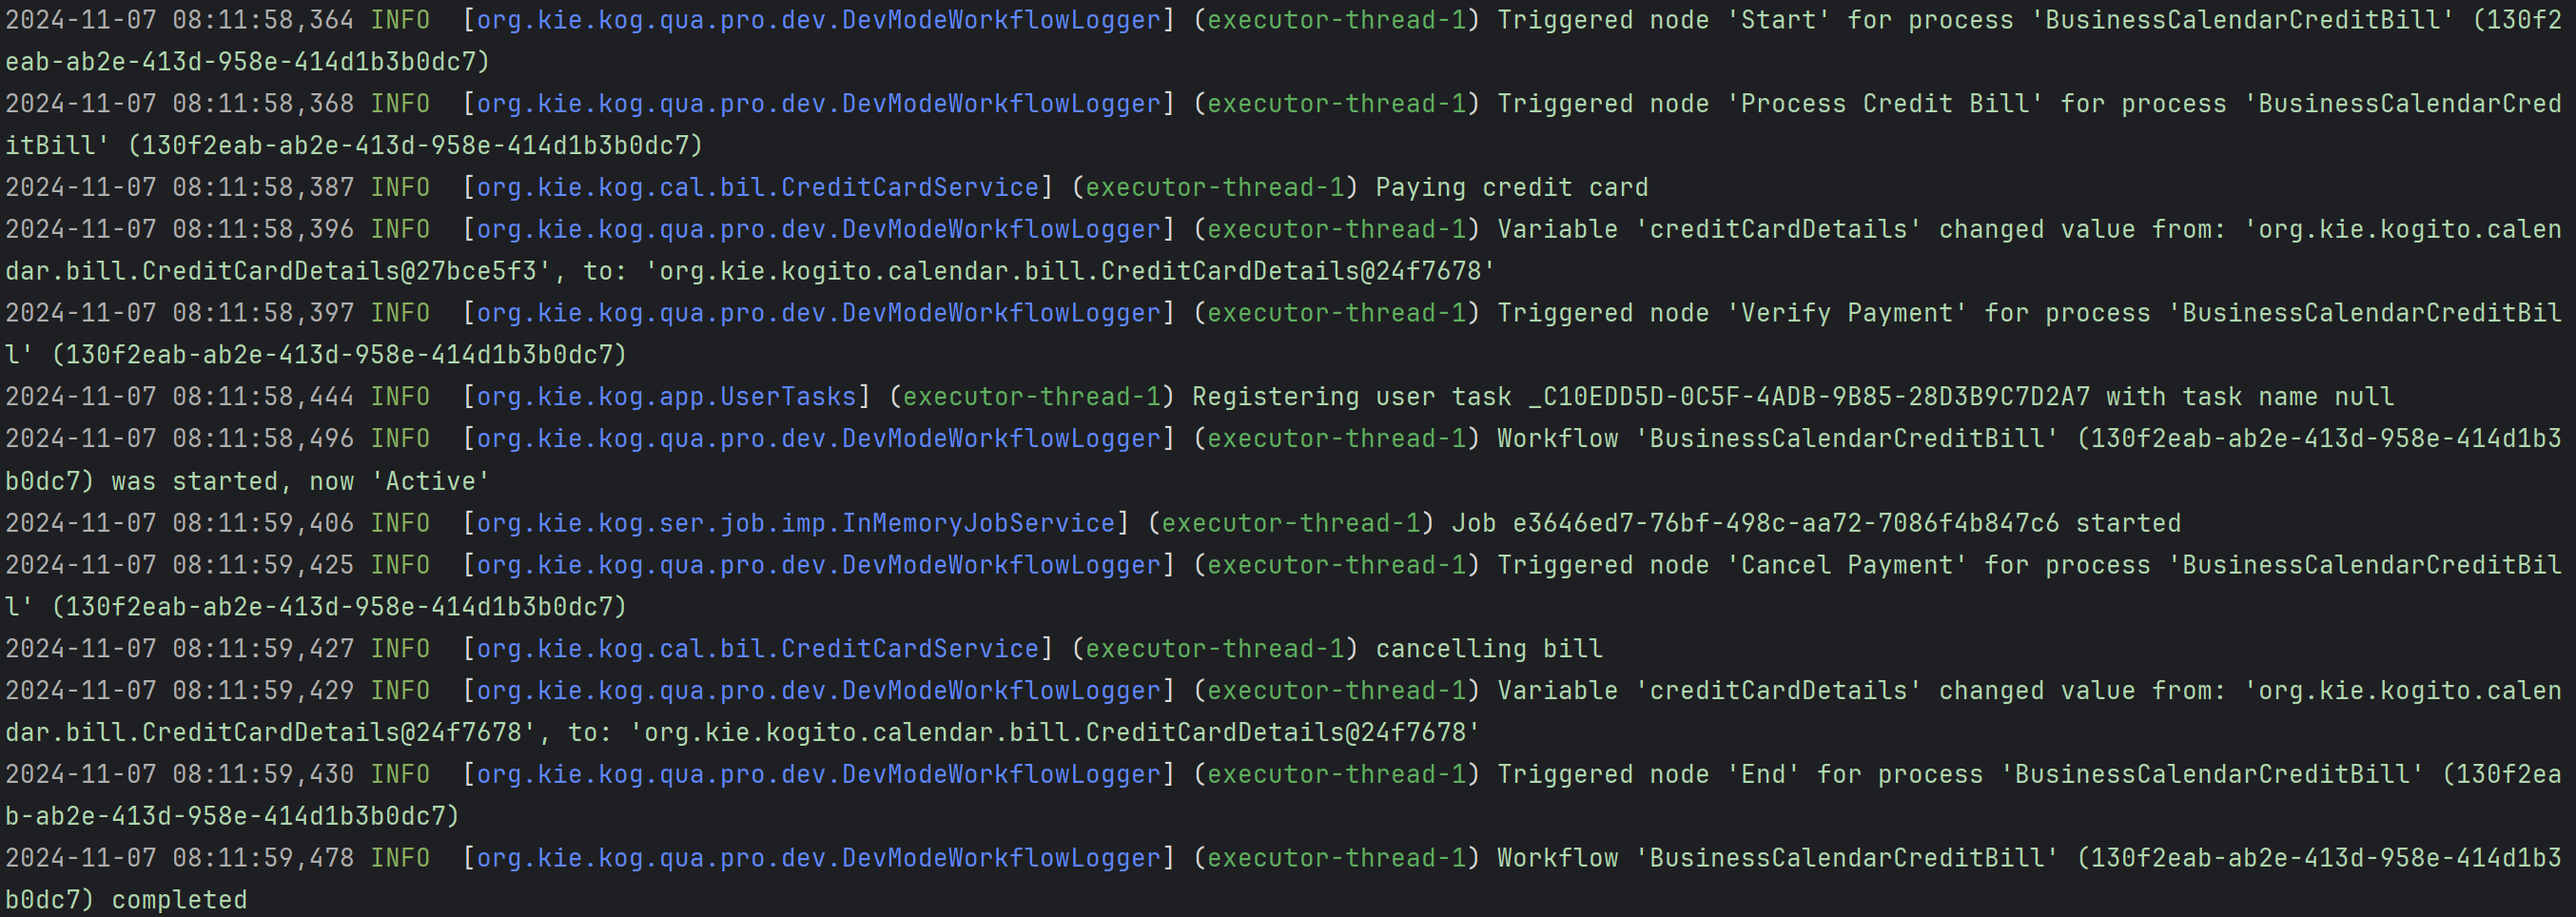 2024-11-07 08:11:58,364 INFO  [org.kie.kog.qua.pro.dev.DevModeWorkflowLogger] (executor-thread-1) Triggered node 'Start' for process 'BusinessCalendarCreditBill' (130f2
eab-ab2e-413d-958e-414d1b3b0dc7)
2024-11-07 08:11:58,368 INFO  [org.kie.kog.qua.pro.dev.DevModeWorkflowLogger] (executor-thread-1) Triggered node 'Process Credit Bill' for process 'BusinessCalendarCred
itBill' (130f2eab-ab2e-413d-958e-414d1b3b0dc7)
2024-11-07 08:11:58,387 INFO  [org.kie.kog.cal.bil.CreditCardService] (executor-thread-1) Paying credit card
2024-11-07 08:11:58,396 INFO  [org.kie.kog.qua.pro.dev.DevModeWorkflowLogger] (executor-thread-1) Variable 'creditCardDetails' changed value from: 'org.kie.kogito.calen
dar.bill.CreditCardDetails@27bce5f3', to: 'org.kie.kogito.calendar.bill.CreditCardDetails@24f7678'
2024-11-07 08:11:58,397 INFO  [org.kie.kog.qua.pro.dev.DevModeWorkflowLogger] (executor-thread-1) Triggered node 'Verify Payment' for process 'BusinessCalendarCreditBil
l' (130f2eab-ab2e-413d-958e-414d1b3b0dc7)
2024-11-07 08:11:58,444 INFO  [org.kie.kog.app.UserTasks] (executor-thread-1) Registering user task _C10EDD5D-0C5F-4ADB-9B85-28D3B9C7D2A7 with task name null
2024-11-07 08:11:58,496 INFO  [org.kie.kog.qua.pro.dev.DevModeWorkflowLogger] (executor-thread-1) Workflow 'BusinessCalendarCreditBill' (130f2eab-ab2e-413d-958e-414d1b3
b0dc7) was started, now 'Active'
2024-11-07 08:11:59,406 INFO  [org.kie.kog.ser.job.imp.InMemoryJobService] (executor-thread-1) Job e3646ed7-76bf-498c-aa72-7086f4b847c6 started
2024-11-07 08:11:59,425 INFO  [org.kie.kog.qua.pro.dev.DevModeWorkflowLogger] (executor-thread-1) Triggered node 'Cancel Payment' for process 'BusinessCalendarCreditBil
l' (130f2eab-ab2e-413d-958e-414d1b3b0dc7)
2024-11-07 08:11:59,427 INFO  [org.kie.kog.cal.bil.CreditCardService] (executor-thread-1) cancelling bill
2024-11-07 08:11:59,429 INFO  [org.kie.kog.qua.pro.dev.DevModeWorkflowLogger] (executor-thread-1) Variable 'creditCardDetails' changed value from: 'org.kie.kogito.calen
dar.bill.CreditCardDetails@24f7678', to: 'org.kie.kogito.calendar.bill.CreditCardDetails@24f7678'
2024-11-07 08:11:59,430 INFO  [org.kie.kog.qua.pro.dev.DevModeWorkflowLogger] (executor-thread-1) Triggered node 'End' for process 'BusinessCalendarCreditBill' (130f2ea
b-ab2e-413d-958e-414d1b3b0dc7)
2024-11-07 08:11:59,478 INFO  [org.kie.kog.qua.pro.dev.DevModeWorkflowLogger] (executor-thread-1) Workflow 'BusinessCalendarCreditBill' (130f2eab-ab2e-413d-958e-414d1b3
b0dc7) completed